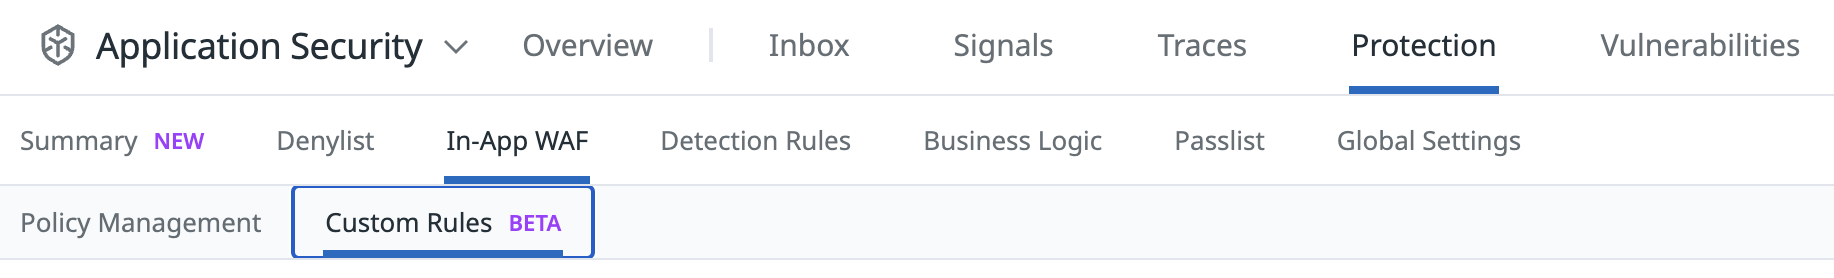 Application Security Overview Inbox Signals Traces Protection Vulnerabilities
Summary NEW Denylist In-App WAF Detection Rules Business Logic Passlist Global Settings
Policy Management Custom Rules BETA